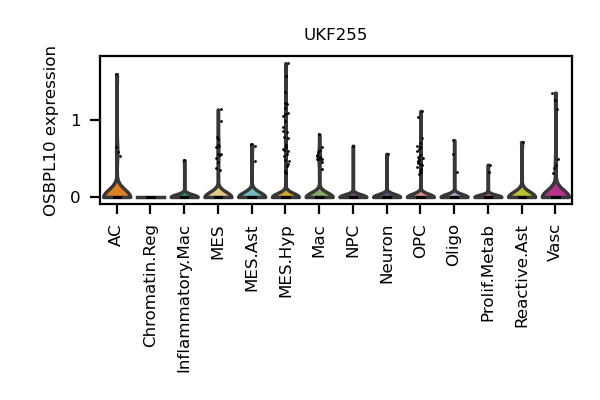 UKF255
OSBPL10 expression
1
0
AC
Chromatin.Reg
Inflammatory.Mac
MES
MES.Ast
MES.Hyp
Mac
NPC
Neuron
OPC
Oligo
Prolif.Metab
Reactive.Ast
Vasc